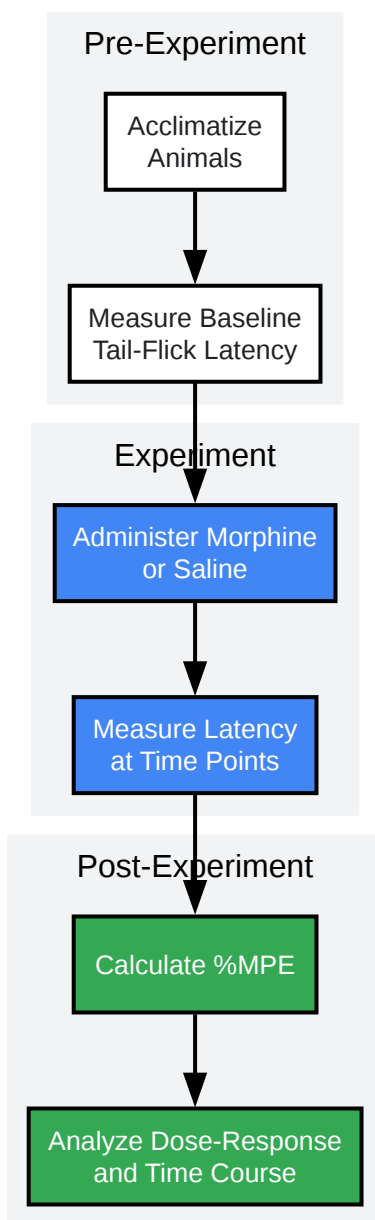 Pre-Experiment
Acclimatize
Animals
Measure Baseline
Tail-Flick Latency
Experiment
Administer Morphine
or Saline
Measure Latency
at Time Points
Post-Experiment
Calculate %MPE
Analyze Dose-Response
and Time Course